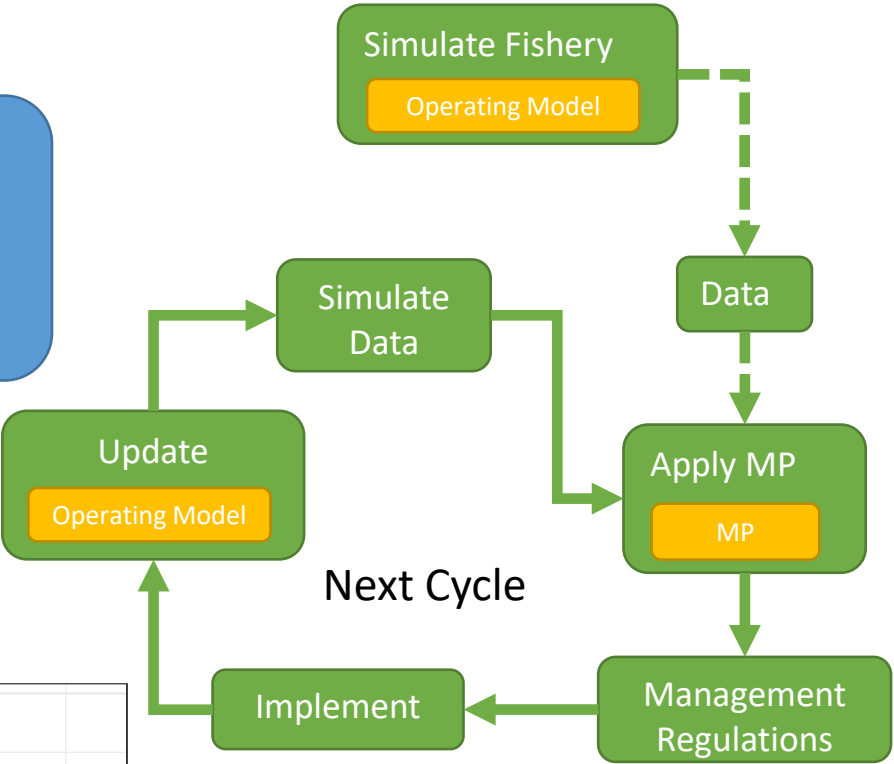 Simulate Fishery
Operating Model
Data
Simulate
Data
Update
Operating Model
Apply MP
MP
Next Cycle
Implement
Management
Regulations